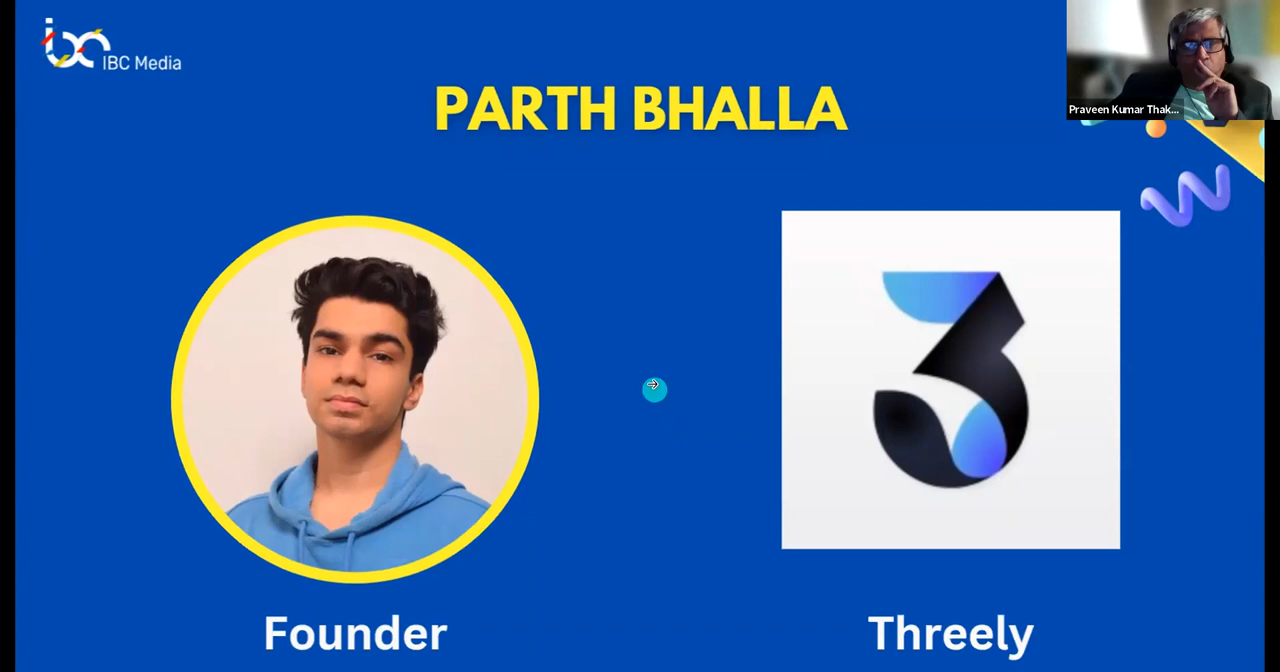 IBC Media
PARTH BHALLA
Praveen Kumar Thak...
Founder
Threely